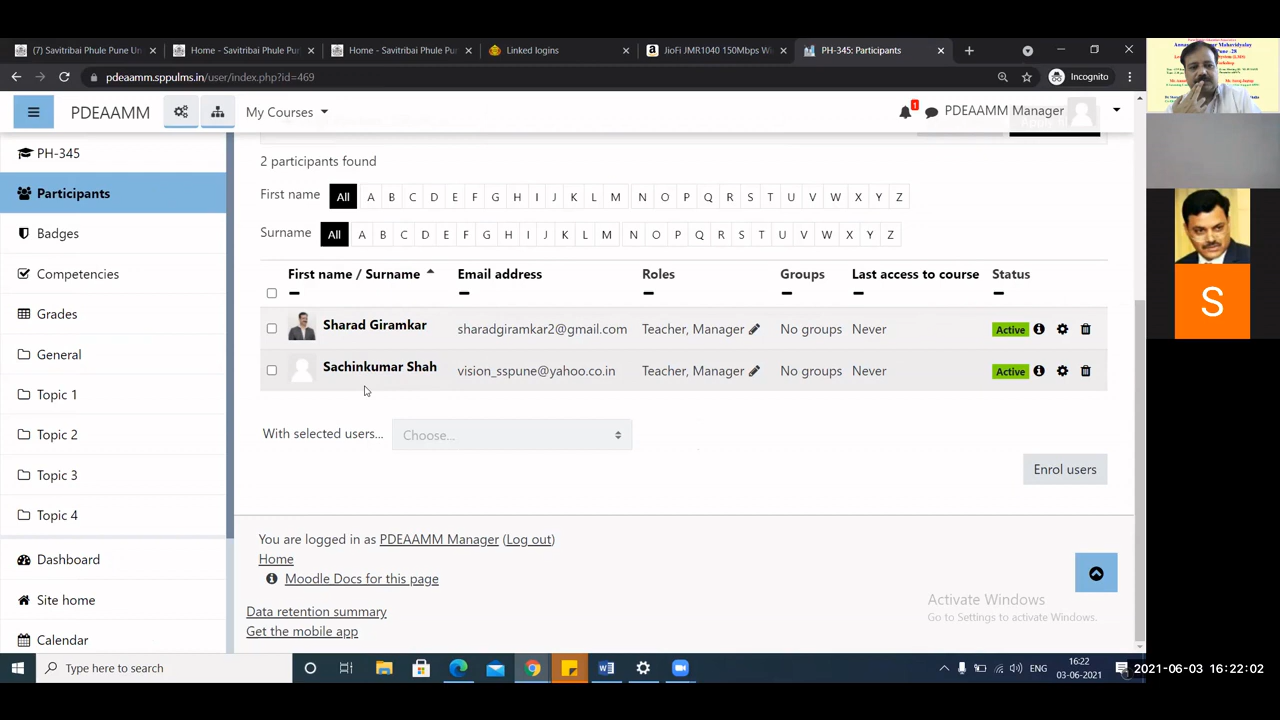 (7) Savitribai Phule Pune Un
Home - Savitribai Phule Pun
Home - Savitribai Phule Pun
Linked logins
JioFi JMR1040 150Mbps W
PH-345: Participants
pdeaamm.sppulms.in/user/index.php?id=469
Incognito
PDEAAMM
My Courses
1
PDEAAMM Manager
PH-345
Participants
Badges
Competencies
Grades
General
Topic 1
Topic 2
Topic 3
Topic 4
Dashboard
Site home
Calendar
2 participants found
First name All A B C D E F G H I J K L M N O P Q R S T U V W X Y Z
Surname All A B C D E F G H I J K L M N O P Q R S T U V W X Y Z
First name / Surname Email address Roles Groups Last access to course Status
Sharad Giramkar sharadgiramkar2@gmail.com Teacher, Manager No groups Never Active
Sachinkumar Shah vision_sspune@yahoo.co.in Teacher, Manager No groups Never Active
With selected users... Choose...
Enrol users
You are logged in as PDEAAMM Manager (Log out)
Home
Moodle Docs for this page
Data retention summary
Get the mobile app
Activate Windows
Go to Settings to activate Windows.
S
Type here to search
ENG
16:22
03-06-2021
2021-06-03 16:22:02